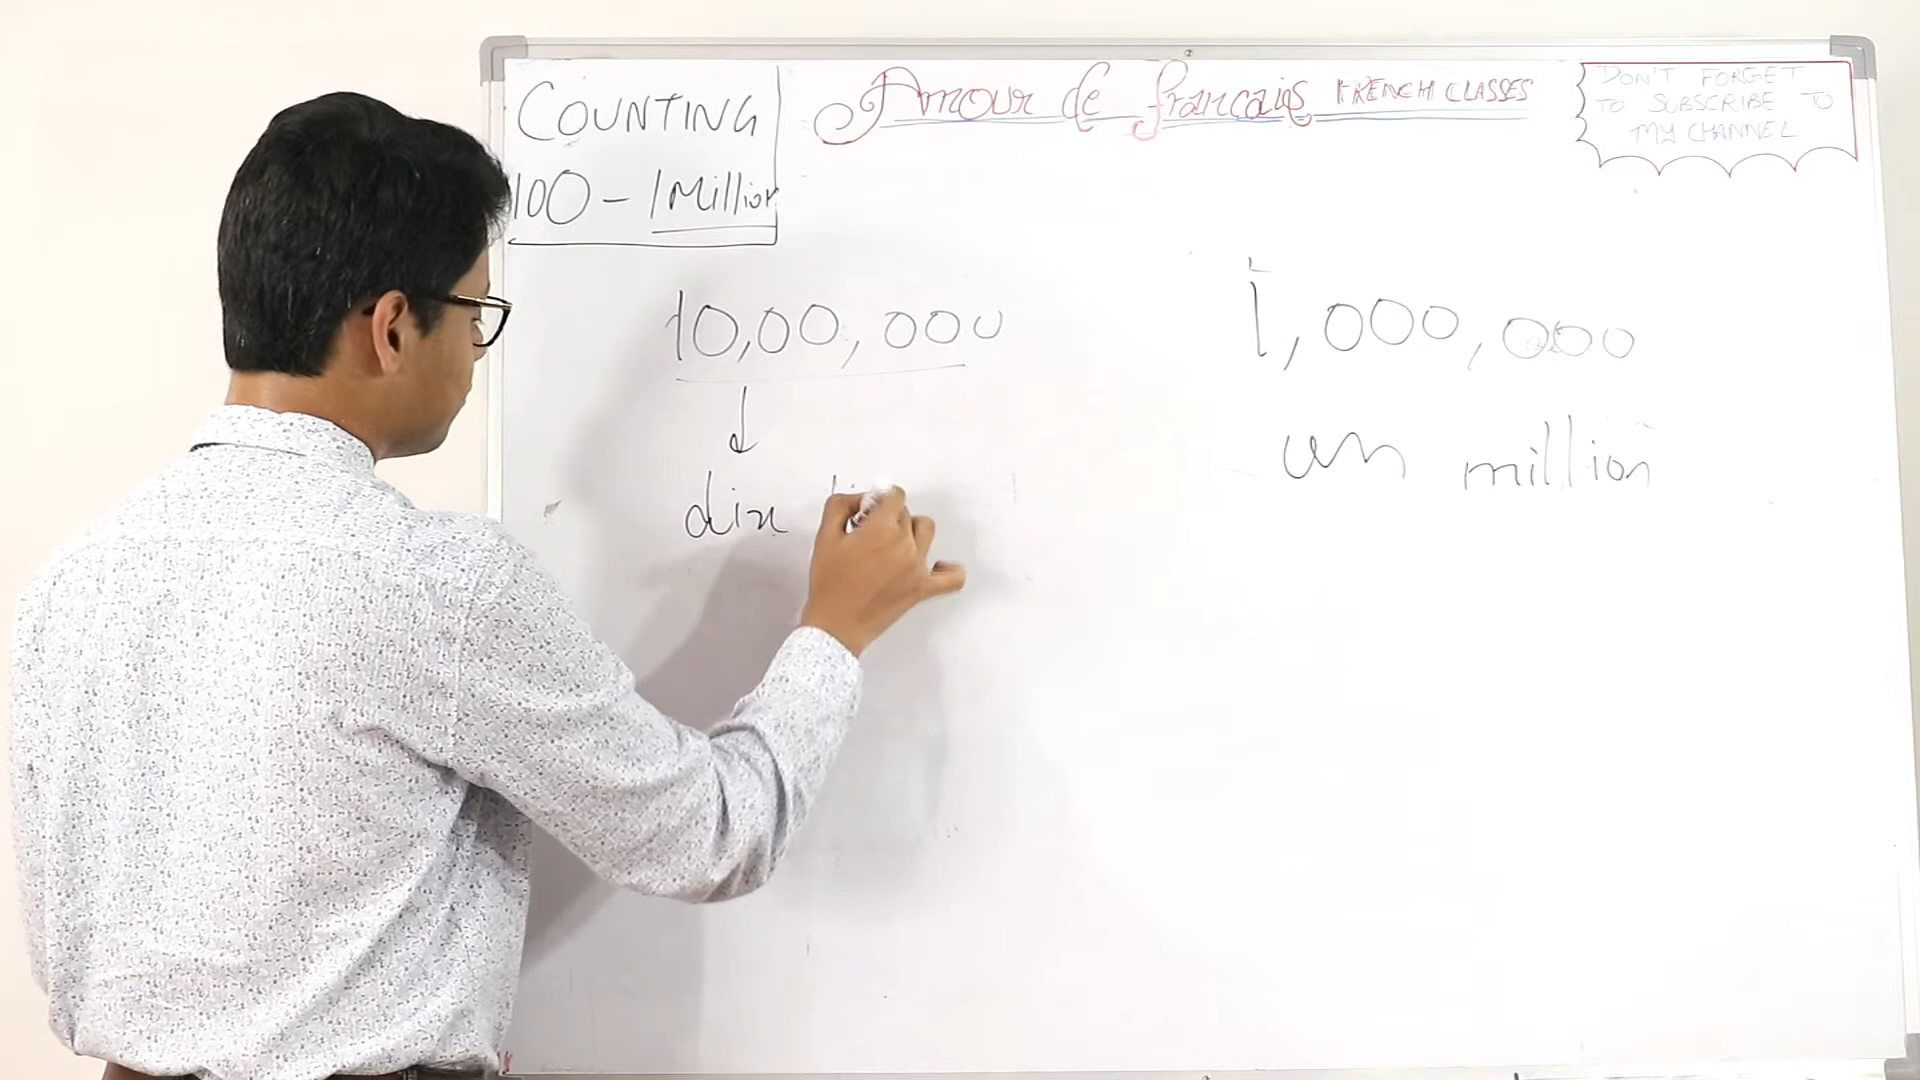 COUNTING
100 - 1 Million
Amour de francais FRENCH CLASSES
DON'T FORGET
TO SUBSCRIBE TO
MY CHANNEL
10,00,000
1,000,000
un million
dix